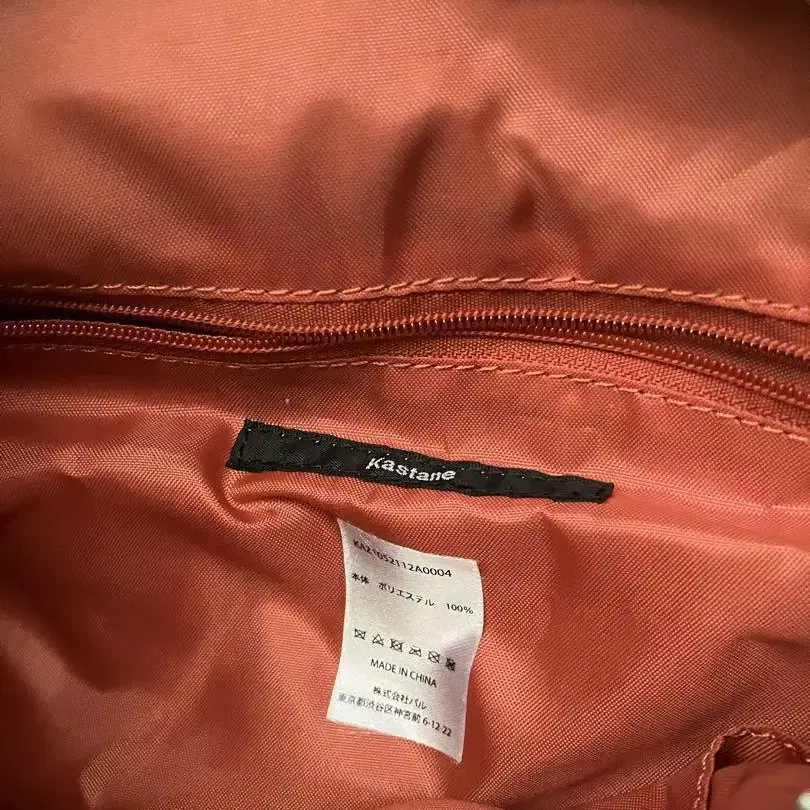 Kastane
KA21052112A0004
本体 ポリエステル 100%
MADE IN CHINA
株式会社パル
東京都渋谷区神宮前 6-12-22